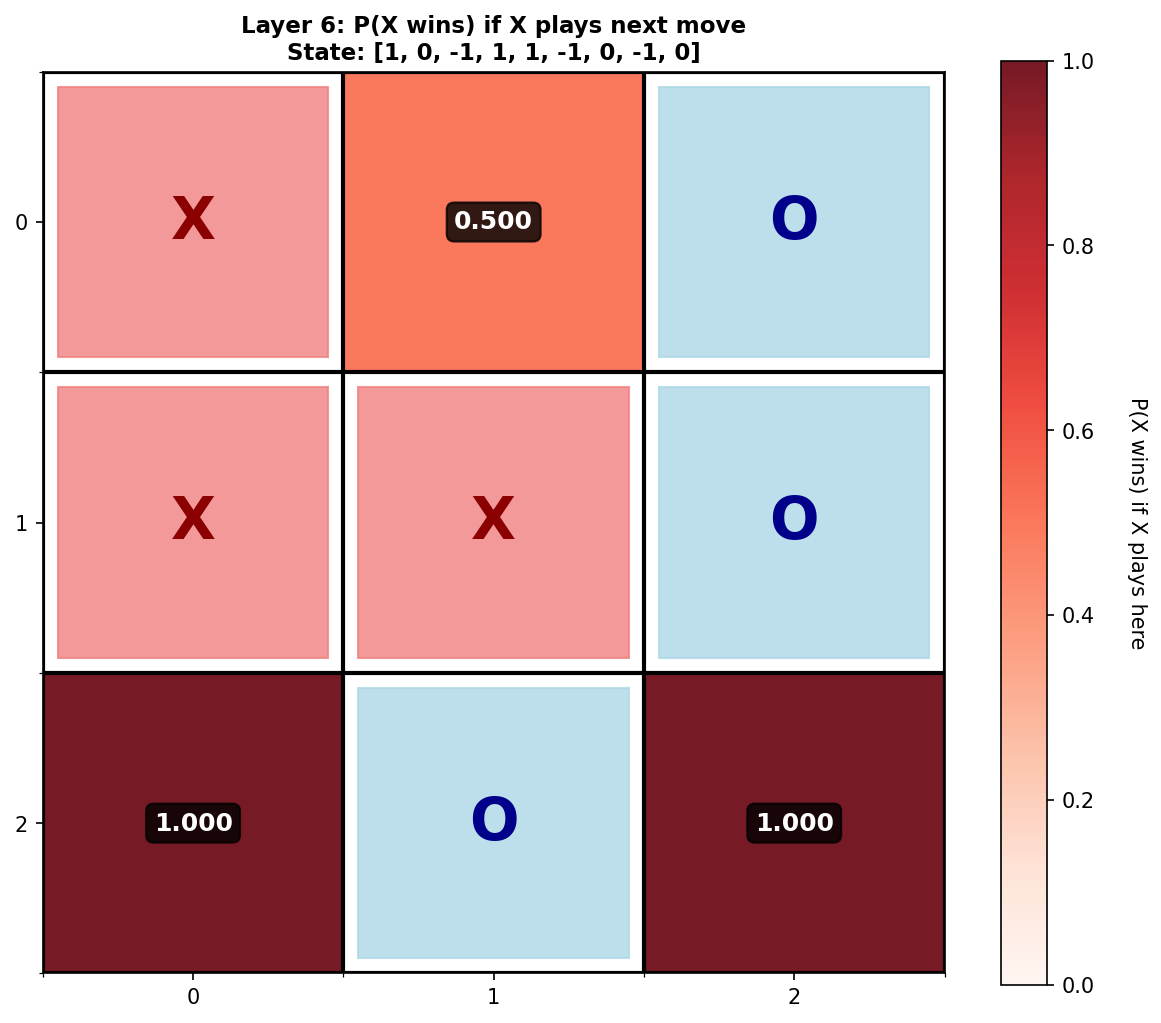 Layer 6: P(X wins) if X plays next move
State: [1, 0, -1, 1, 1, -1, 0, -1, 0]
X
0.500
O
X
X
O
1.000
O
1.000
0
1
2
0
1
2
1.0
0.8
0.6
0.4
0.2
0.0
P(X wins) if X plays here